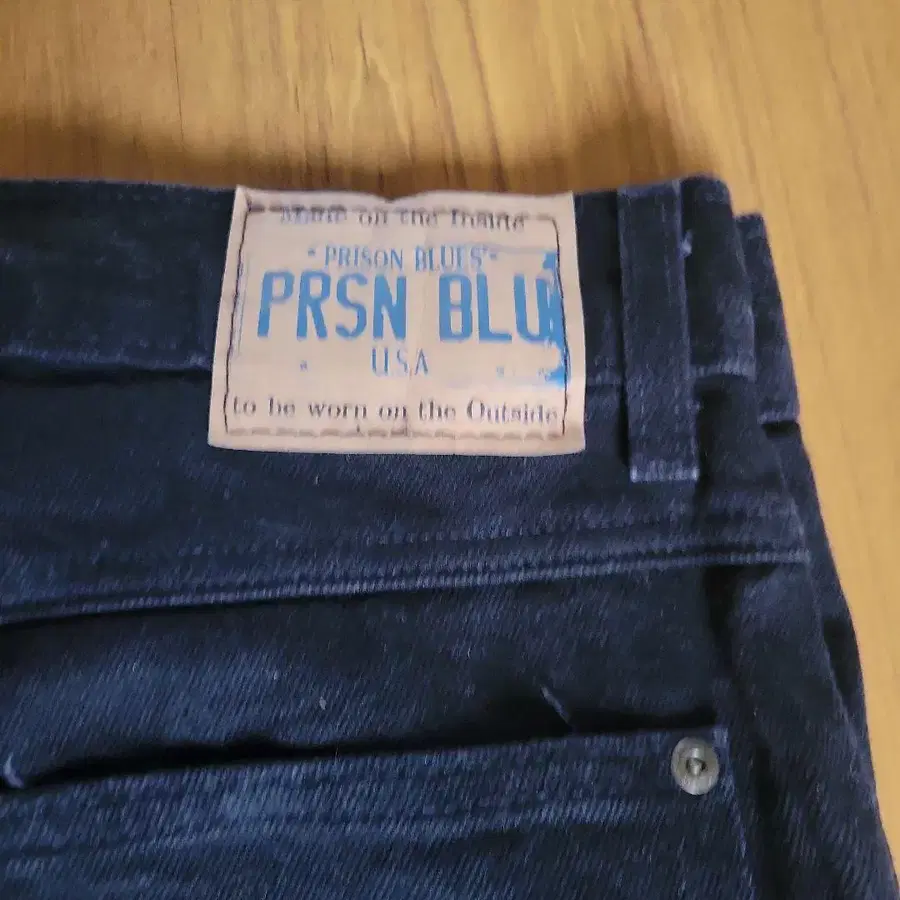 Made on the Inside
• PRISON BLUES •
PRSN BLU
USA
to be worn on the Outside